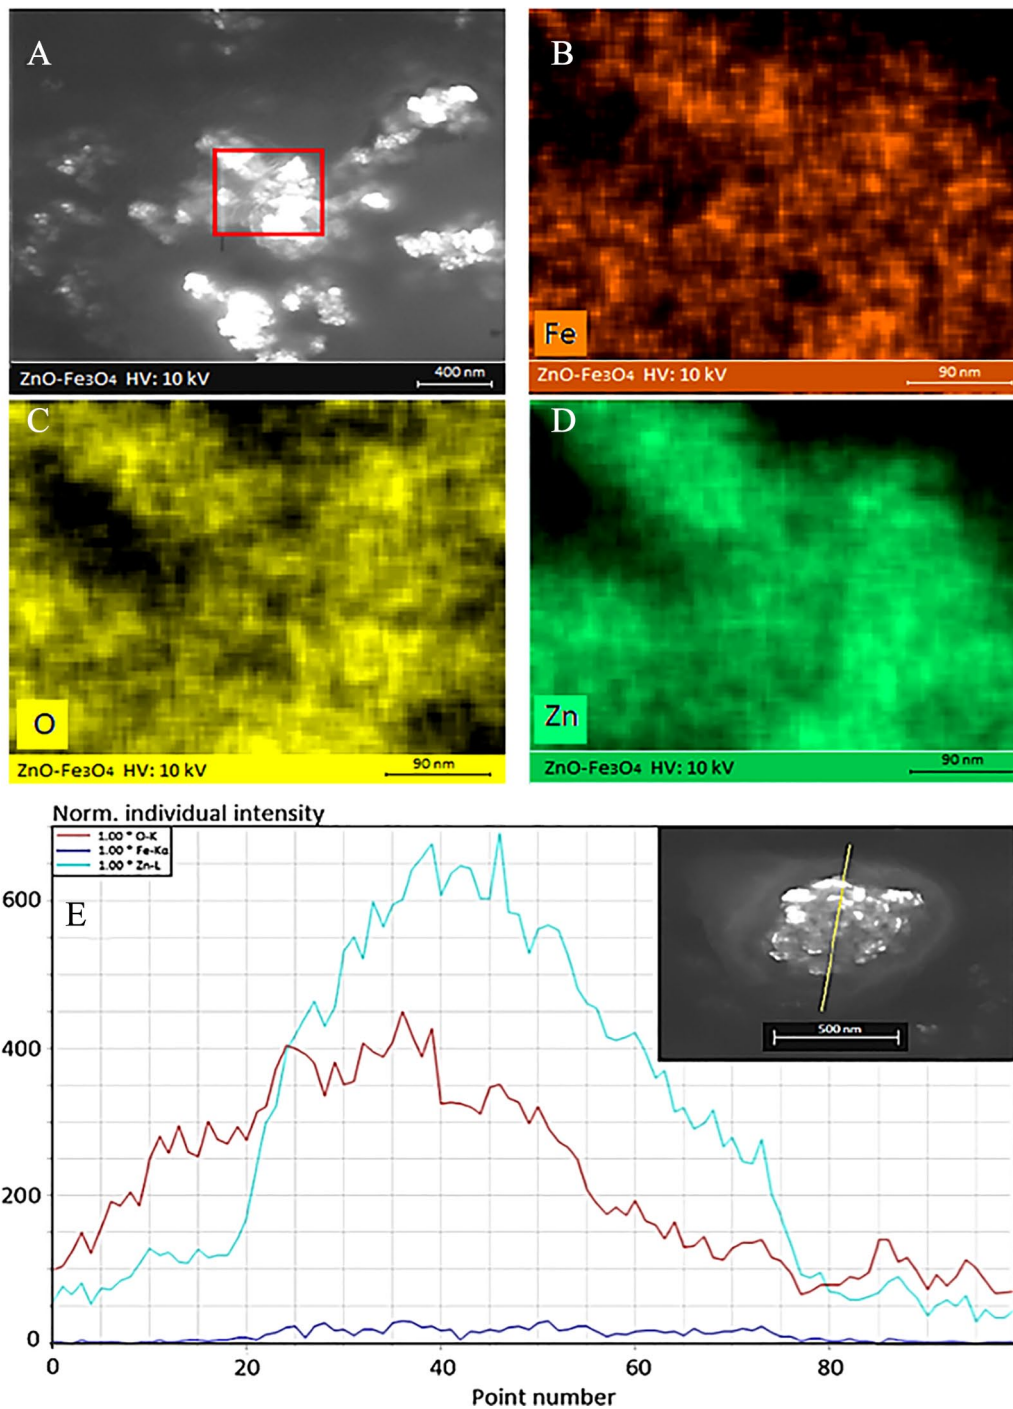 A
ZnO-Fe3O4 HV: 10 kV
400 nm
B
Fe
ZnO-Fe3O4 HV: 10 kV
90 nm
C
O
ZnO-Fe3O4 HV: 10 kV
90 nm
D
Zn
ZnO-Fe3O4 HV: 10 kV
90 nm
Norm. individual intensity
1.00 * O-K
1.00 * Fe-Ka
1.00 * Zn-L
E
500 nm
600
400
200
0
0 20 40 60 80
Point number